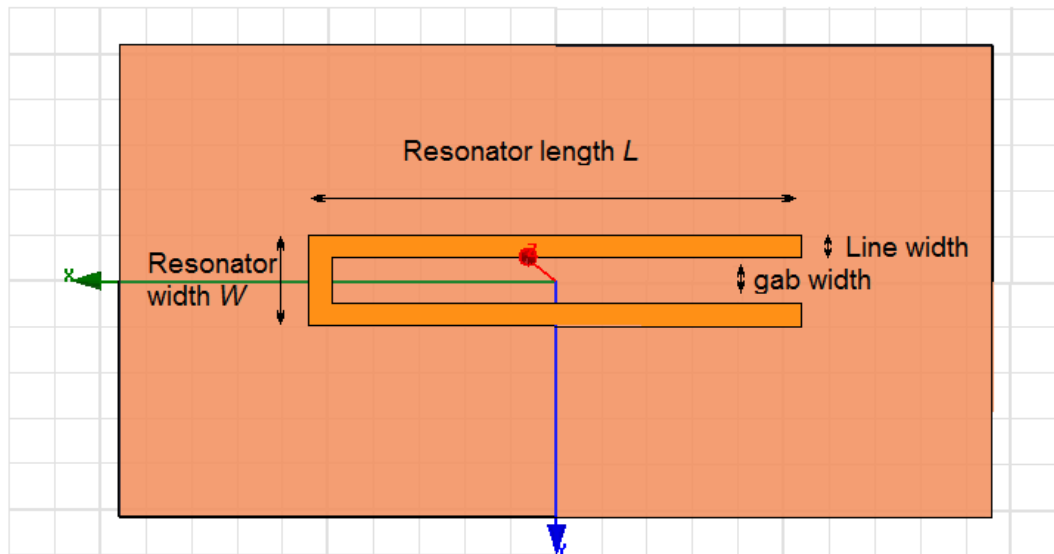 Resonator length L
Line width
Resonator
width W
gab width
x
z